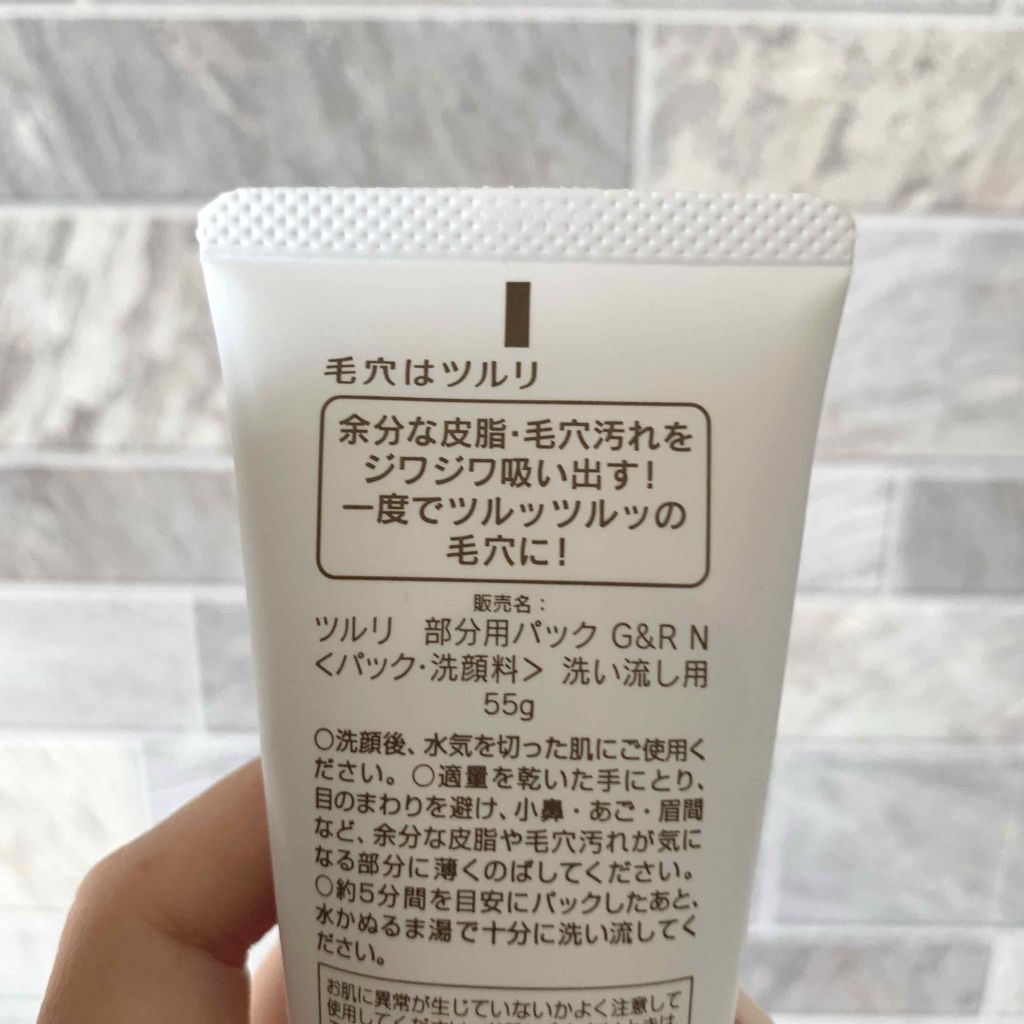 毛穴はツルリ
余分な皮脂・毛穴汚れを
ジワジワ吸い出す!
一度でツルッツルッの
毛穴に!
販売名:
ツルリ 部分用パック G&R N
<パック・洗顔料> 洗い流し用
55g
○洗顔後、水気を切った肌にご使用く
ださい。○適量を乾いた手にとり、
目のまわりを避け、小鼻・あご・眉間
など、余分な皮脂や毛穴汚れが気に
なる部分に薄くのばしてください。
○約5分間を目安にパックしたあと、
水かぬるま湯で十分に洗い流してく
ださい。
お肌に異常が生じていないかよく注意して
使用してください。